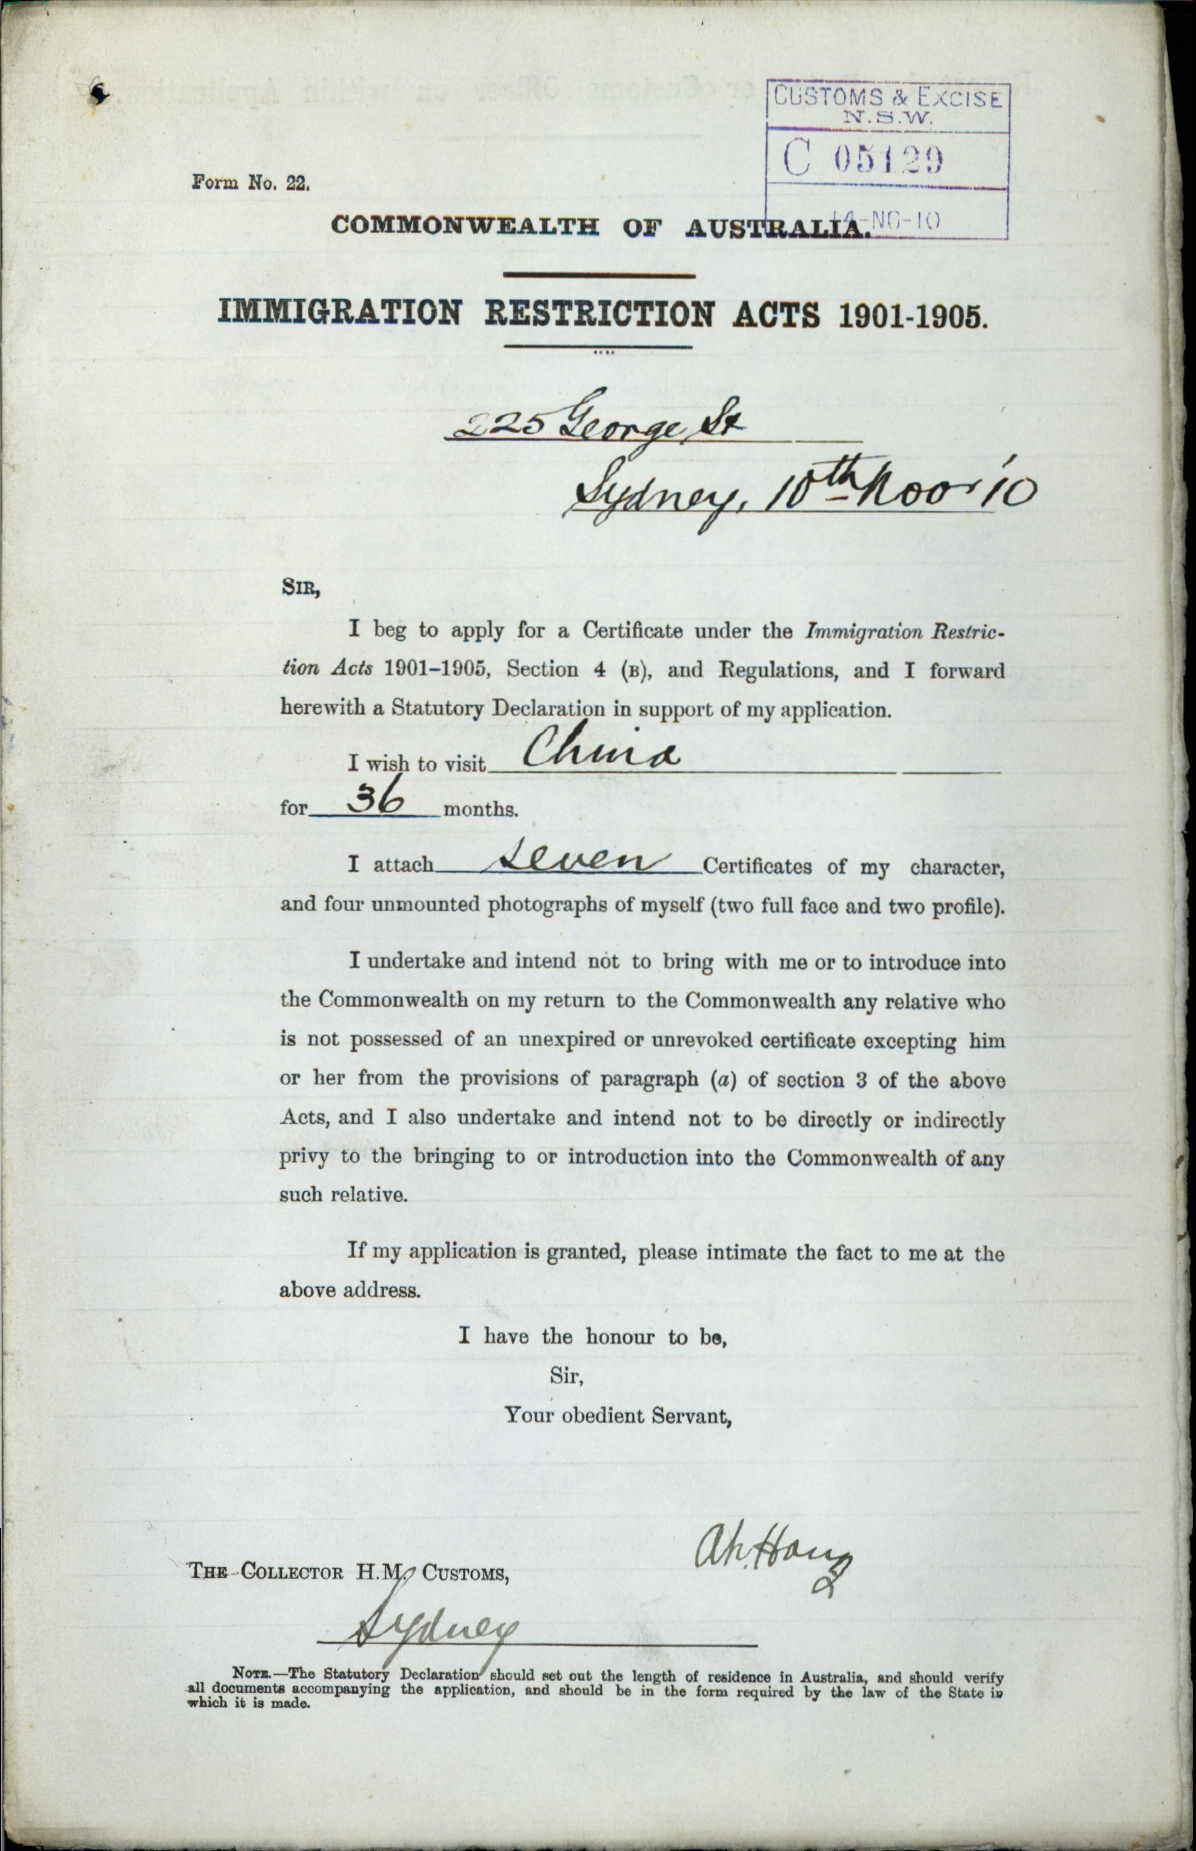 CUSTOMS & EXCISE
N.S.W.
C 05129
14-NO-10
Form No. 22.
COMMONWEALTH OF AUSTRALIA.
IMMIGRATION RESTRICTION ACTS 1901-1905.
225 George St
Sydney, 10th Novr '10
SIR,
I beg to apply for a Certificate under the Immigration Restric-
tion Acts 1901–1905, Section 4 (B), and Regulations, and I forward
herewith a Statutory Declaration in support of my application.
I wish to visit China
for 36 months.
I attach seven Certificates of my character,
and four unmounted photographs of myself (two full face and two profile).
I undertake and intend not to bring with me or to introduce into
the Commonwealth on my return to the Commonwealth any relative who
is not possessed of an unexpired or unrevoked certificate excepting him
or her from the provisions of paragraph (a) of section 3 of the above
Acts, and I also undertake and intend not to be directly or indirectly
privy to the bringing to or introduction into the Commonwealth of any
such relative.
If my application is granted, please intimate the fact to me at the
above address.
I have the honour to be,
Sir,
Your obedient Servant,
Ah Hong
THE COLLECTOR H.M. CUSTOMS,
Sydney
NOTE.—The Statutory Declaration should set out the length of residence in Australia, and should verify
all documents accompanying the application, and should be in the form required by the law of the State in
which it is made.